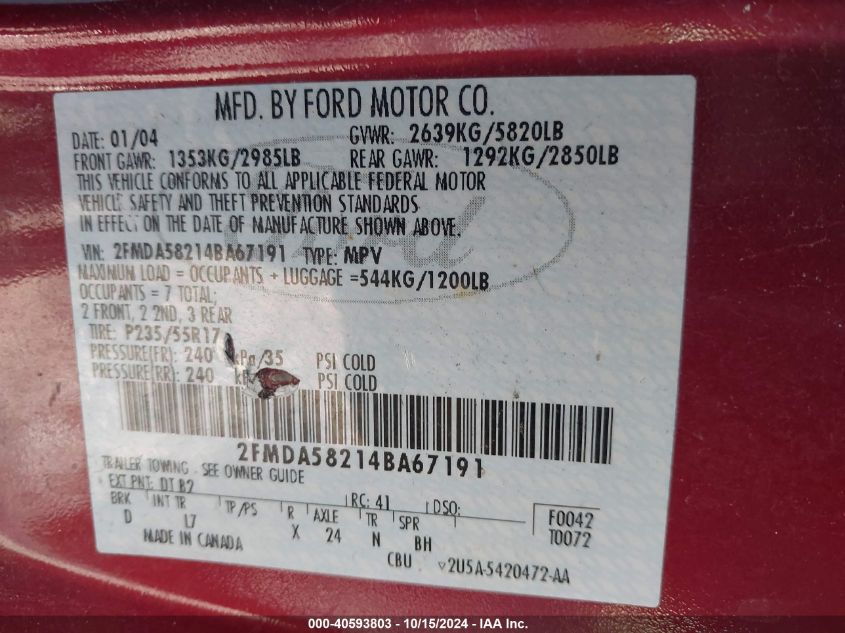 MFD. BY FORD MOTOR CO.
DATE: 01/04 GVWR: 2639KG/5820LB
FRONT GAWR: 1353KG/2985LB REAR GAWR: 1292KG/2850LB
THIS VEHICLE CONFORMS TO ALL APPLICABLE FEDERAL MOTOR
VEHICLE SAFETY AND THEFT PREVENTION STANDARDS
IN EFFECT ON THE DATE OF MANUFACTURE SHOWN ABOVE.
VIN: 2FMDA58214BA67191 TYPE: MPV
MAXIMUM LOAD = OCCUPANTS + LUGGAGE =544KG/1200LB
OCCUPANTS = 7 TOTAL;
2 FRONT, 2 2ND, 3 REAR
TIRE: P235/55R17
PRESSURE(FR): 240 kPa/35 PSI COLD
PRESSURE(RR): 240 PSI COLD
2FMDA58214BA67191
TRAILER TOWING - SEE OWNER GUIDE
EXT PNT: DT B2 RC: 41 DSO: F0042
BRK INT TR TP/PS R AXLE TR SPR T0072
D L7 X 24 N BH
MADE IN CANADA CBU 2U5A-5420472-AA
Ford
000-40593803 - 10/15/2024 - IAA Inc.